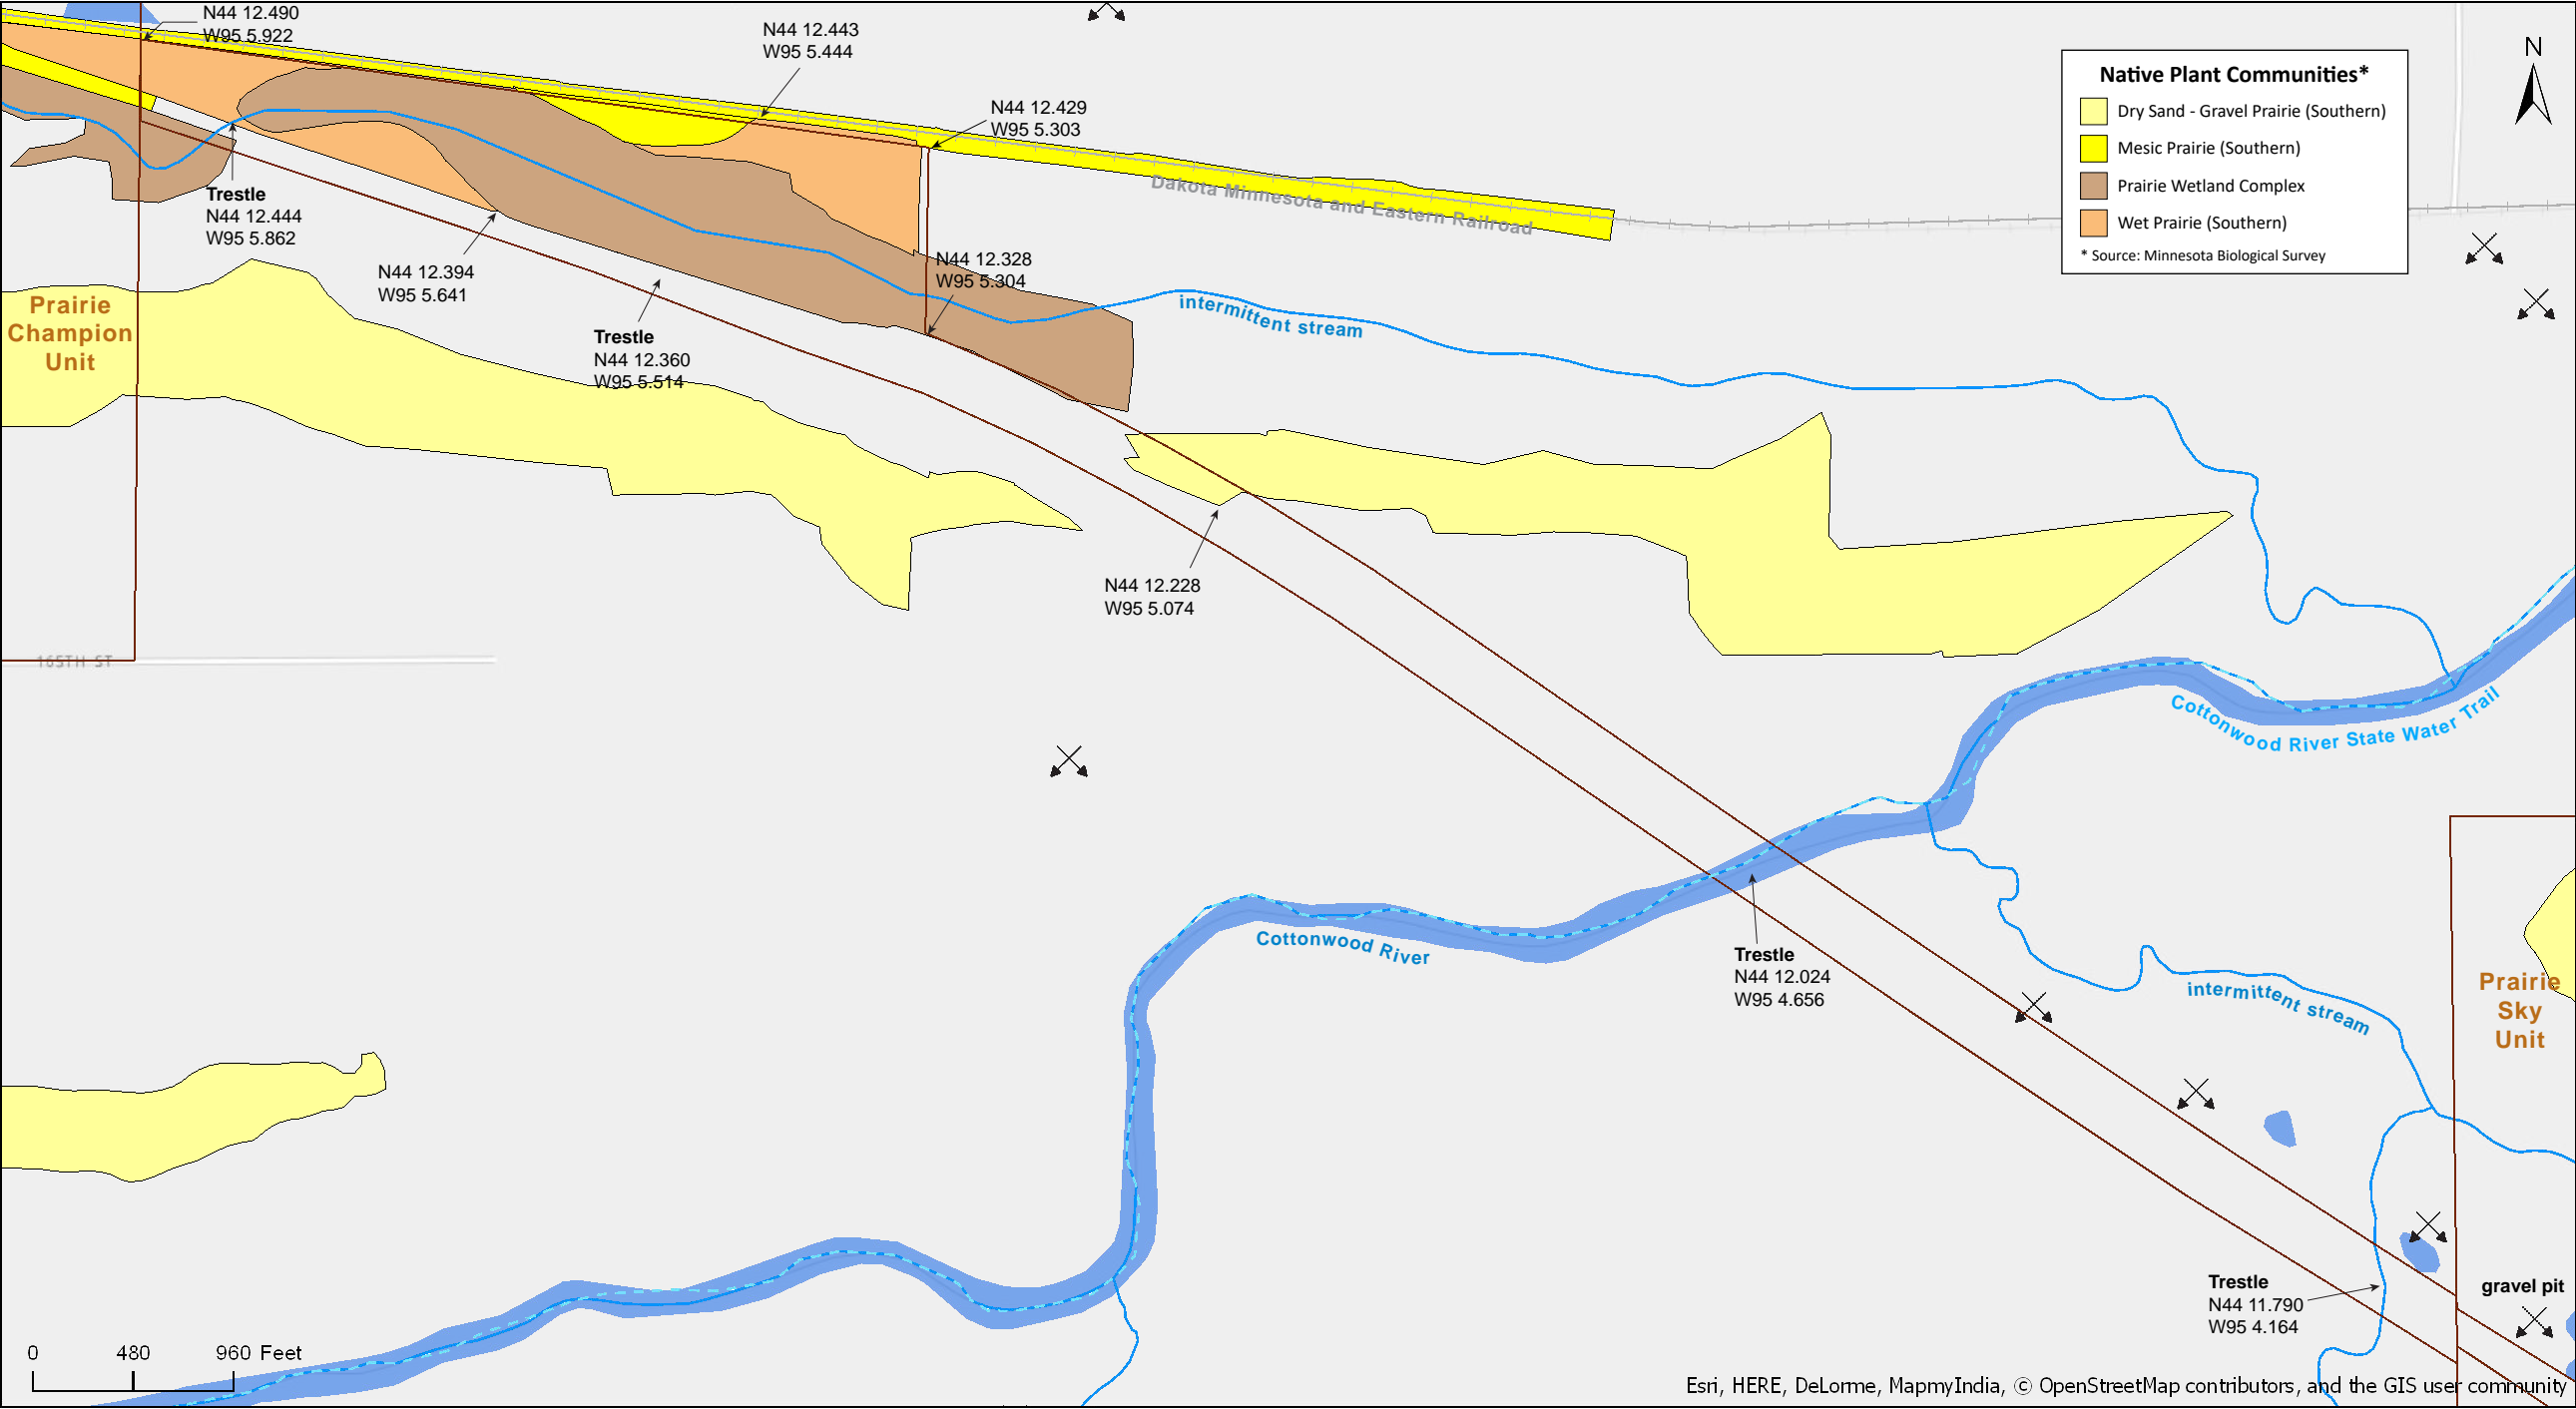 N44 12.490
W95 5.922
N44 12.443
W95 5.444
N44 12.429
W95 5.303
N
Native Plant Communities*
Dry Sand - Gravel Prairie (Southern)
Mesic Prairie (Southern)
Prairie Wetland Complex
Wet Prairie (Southern)
* Source: Minnesota Biological Survey
Dakota Minnesota and Eastern Railroad
Trestle
N44 12.444
W95 5.862
N44 12.394
W95 5.641
N44 12.328
W95 5.304
Prairie
Champion
Unit
intermittent stream
Trestle
N44 12.360
W95 5.514
N44 12.228
W95 5.074
165TH ST
Cottonwood River State Water Trail
Cottonwood River
Trestle
N44 12.024
W95 4.656
intermittent stream
Prairie
Sky
Unit
Trestle
N44 11.790
W95 4.164
gravel pit
0 480 960 Feet
Esri, HERE, DeLorme, MapmyIndia, © OpenStreetMap contributors, and the GIS user community